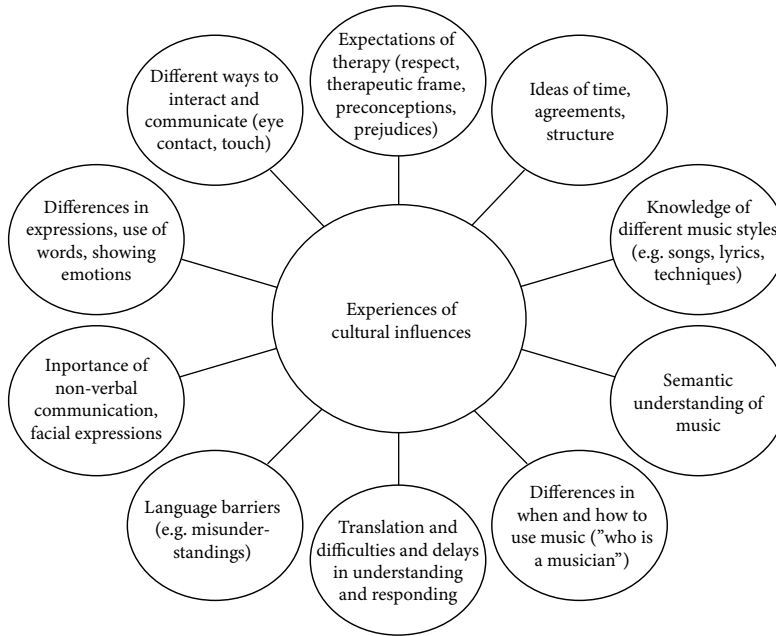 Expectations of
therapy (respect,
therapeutic frame,
preconceptions,
prejudices)
Ideas of time,
agreements,
structure
Knowledge of
different music styles
(e.g. songs, lyrics,
techniques)
Semantic
understanding of
music
Differences in
when and how to
use music ("who is
a musician”)
Translation and
difficulties and delays
in understanding
and responding
Language barriers
(e.g. misunder-
standings)
Inportance of
non-verbal
communication,
facial expressions
Differences in
expressions, use of
words, showing
emotions
Different ways to
interact and
communicate (eye
contact, touch)
Experiences of
cultural influences